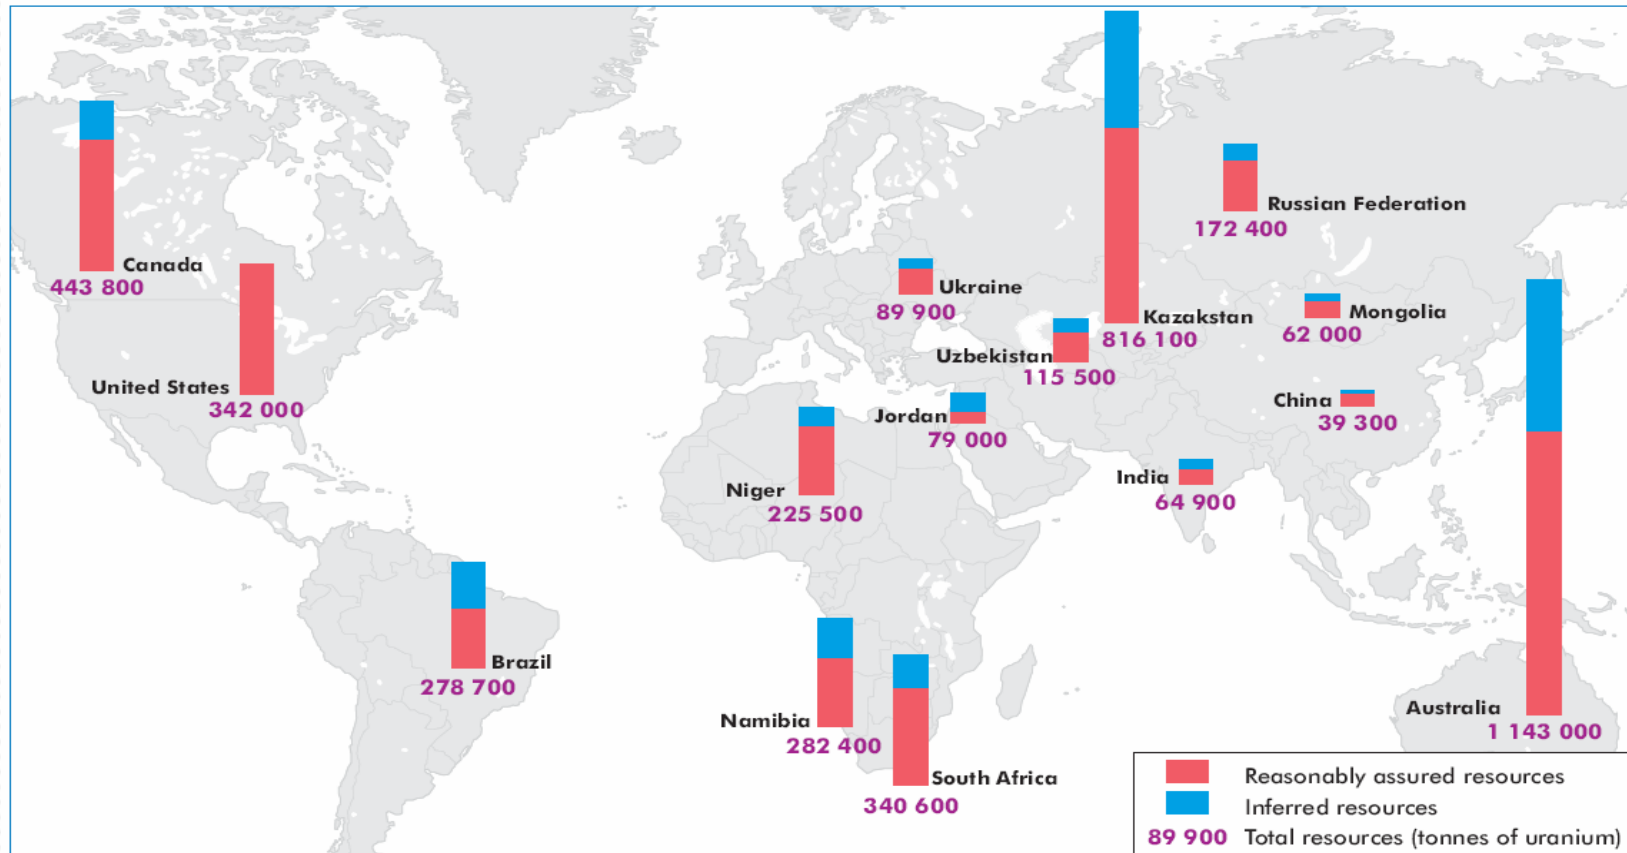 Canada
443 800
United States
342 000
Brazil
278 700
Niger
225 500
Namibia
282 400
South Africa
340 600
Ukraine
89 900
Uzbekistan
115 500
Jordan
79 000
Kazakstan
816 100
Russian Federation
172 400
Mongolia
62 000
China
39 300
India
64 900
Australia
1 143 000
Reasonably assured resources
Inferred resources
89 900 Total resources (tonnes of uranium)